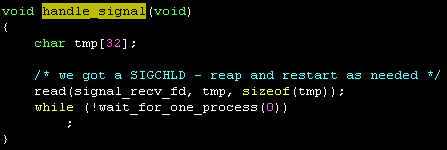 void handle_signal(void)
{
    char tmp[32];

    /* we got a SIGCHLD - reap and restart as needed */
    read(signal_recv_fd, tmp, sizeof(tmp));
    while (!wait_for_one_process(0))
        ;
}